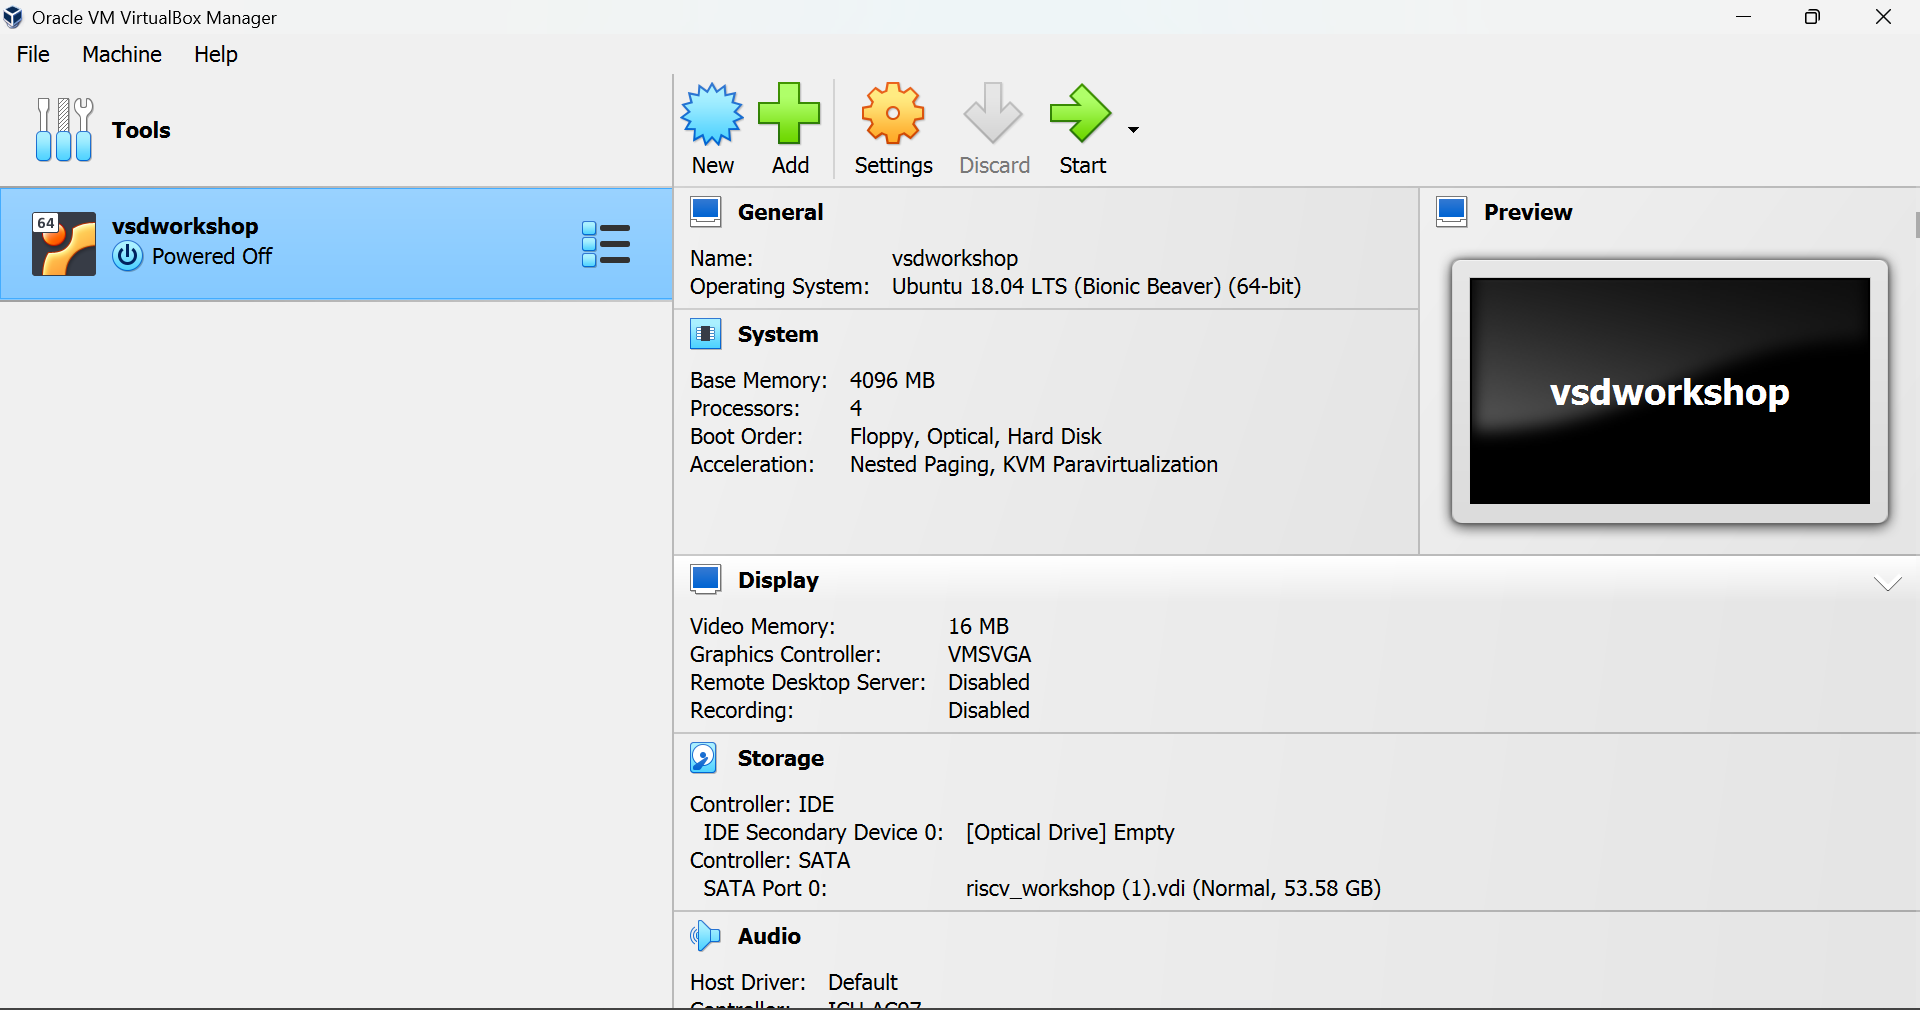 Oracle VM VirtualBox Manager
File Machine Help
Tools
New Add Settings Discard Start
64
vsdworkshop
Powered Off
General
Name: vsdworkshop
Operating System: Ubuntu 18.04 LTS (Bionic Beaver) (64-bit)
Preview
vsdworkshop
System
Base Memory: 4096 MB
Processors: 4
Boot Order: Floppy, Optical, Hard Disk
Acceleration: Nested Paging, KVM Paravirtualization
Display
Video Memory: 16 MB
Graphics Controller: VMSVGA
Remote Desktop Server: Disabled
Recording: Disabled
Storage
Controller: IDE
IDE Secondary Device 0: [Optical Drive] Empty
Controller: SATA
SATA Port 0: riscv_workshop (1).vdi (Normal, 53.58 GB)
Audio
Host Driver: Default
Controller: ICH AC97